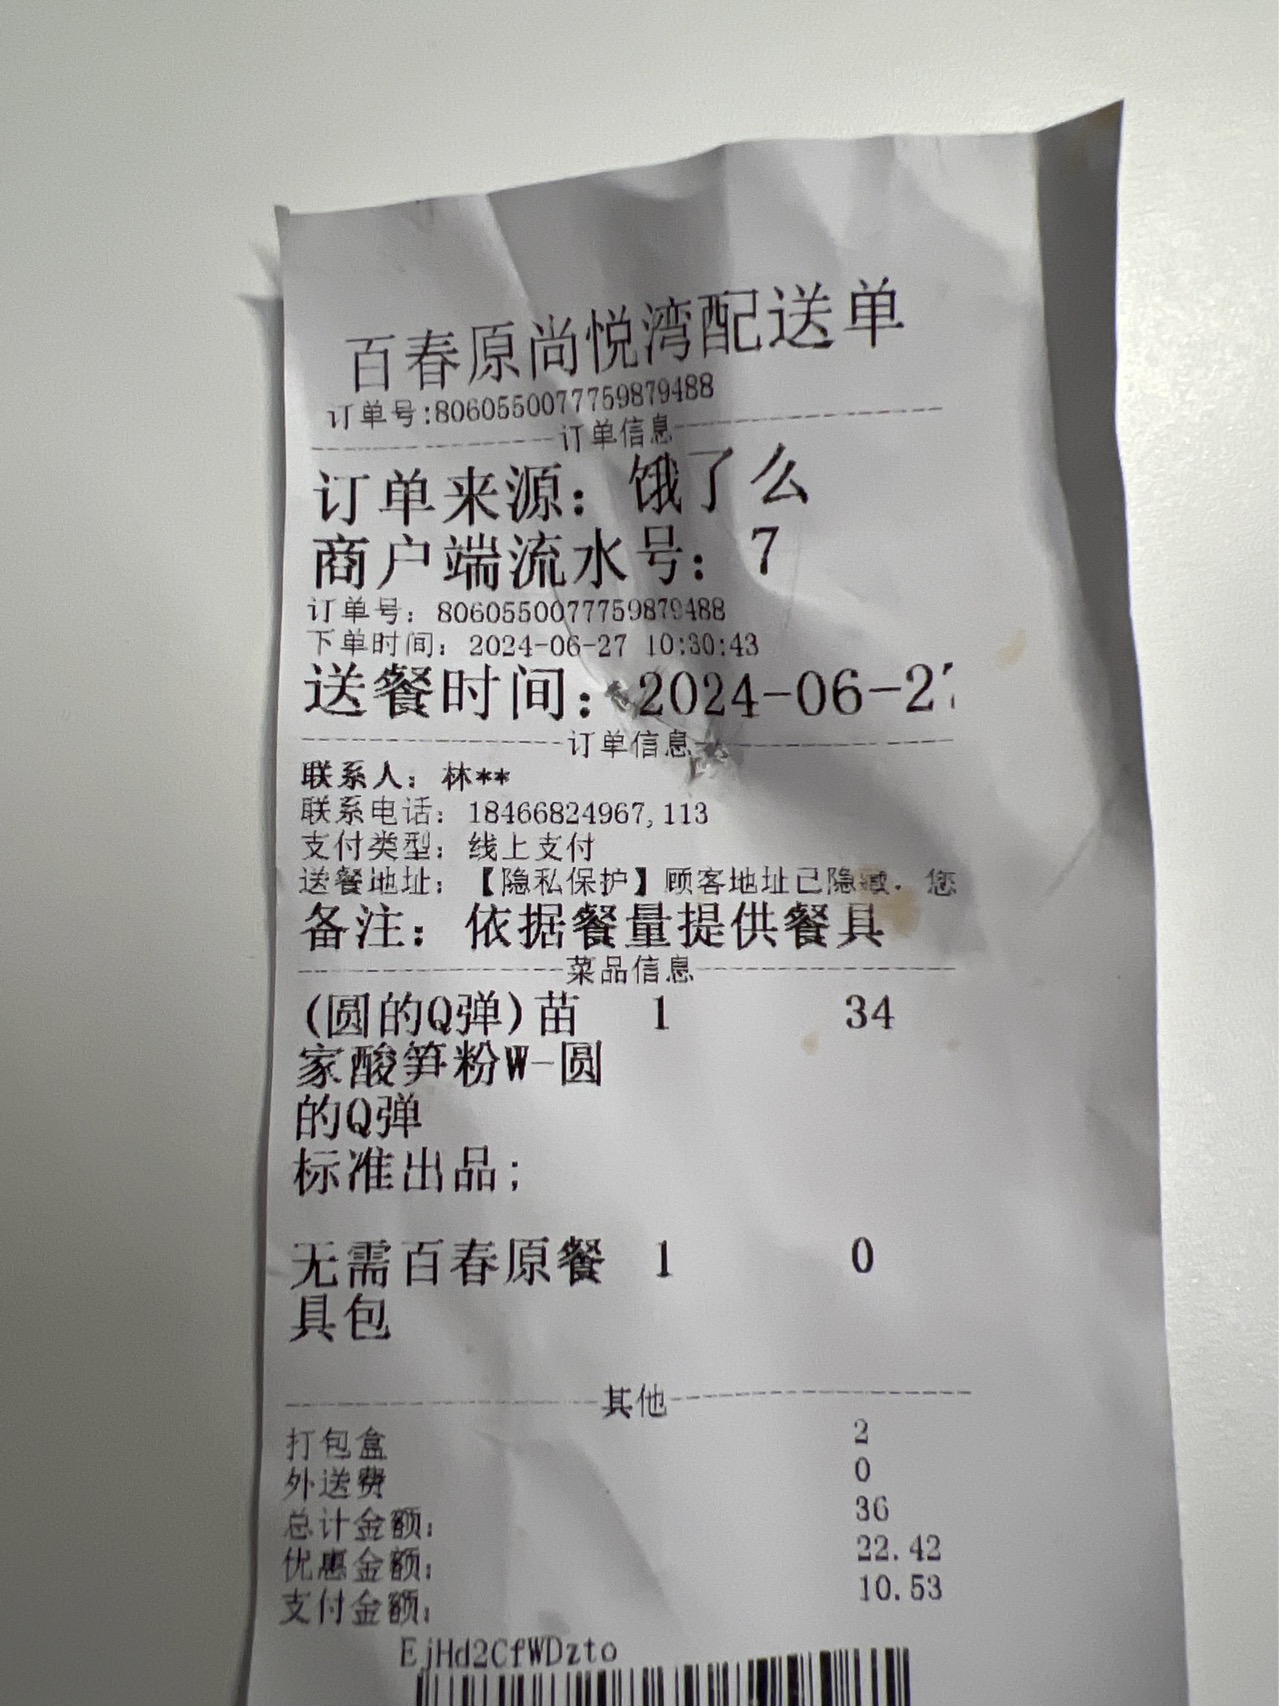 百春原尚悦湾配送单
订单号:8060550077759879488
订单信息
订单来源: 饿了么
商户端流水号: 7
订单号: 8060550077759879488
下单时间: 2024-06-27 10:30:43
送餐时间: 2024-06-27
订单信息
联系人: 林**
联系电话: 18466824967,113
支付类型: 线上支付
送餐地址: 【隐私保护】顾客地址已隐藏, 您
备注: 依据餐量提供餐具
菜品信息
(圆的Q弹)苗 1 34
家酸笋粉W-圆
的Q弹
标准出品;
无需百春原餐 1 0
具包
其他
打包盒 2
外送费 0
总计金额: 36
优惠金额: 22.42
支付金额: 10.53
EjHd2CfWDzto